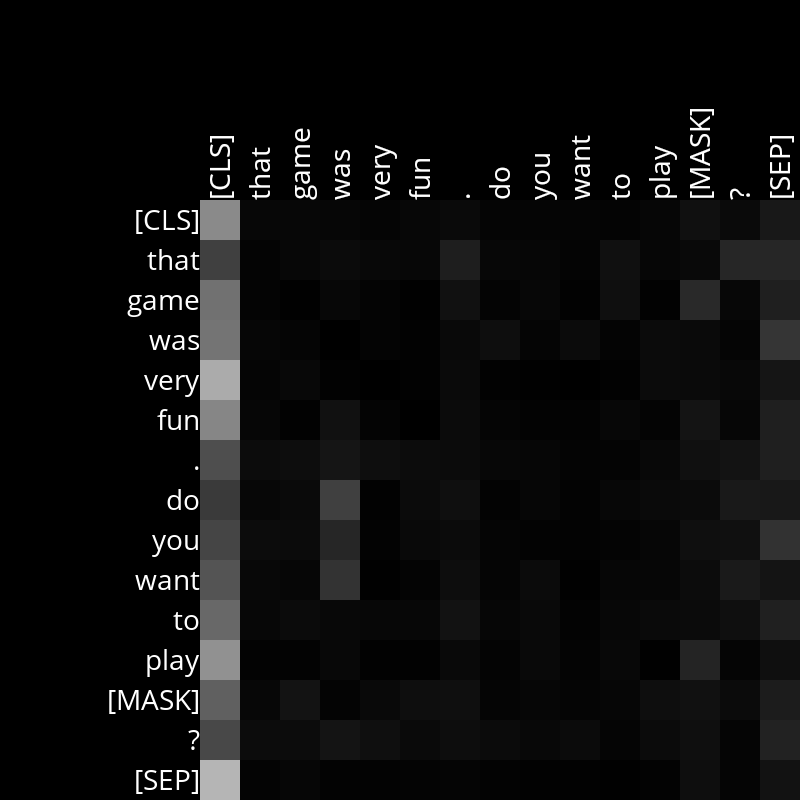 [CLS] that game was very fun . do you want to play [MASK] ? [SEP]
[CLS]
that
game
was
very
fun
.
do
you
want
to
play
[MASK]
?
[SEP]